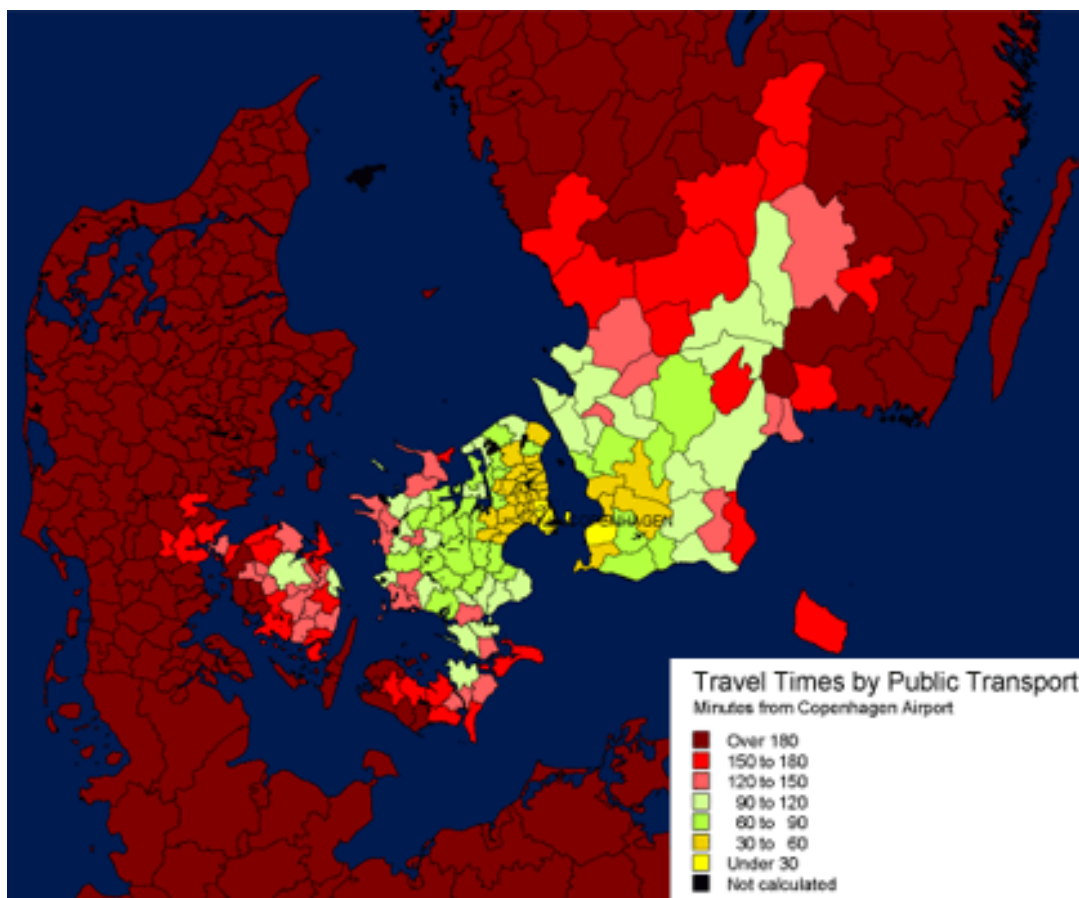 COPENHAGEN
Travel Times by Public Transport
Minutes from Copenhagen Airport
Over 180
150 to 180
120 to 150
90 to 120
60 to 90
30 to 60
Under 30
Not calculated